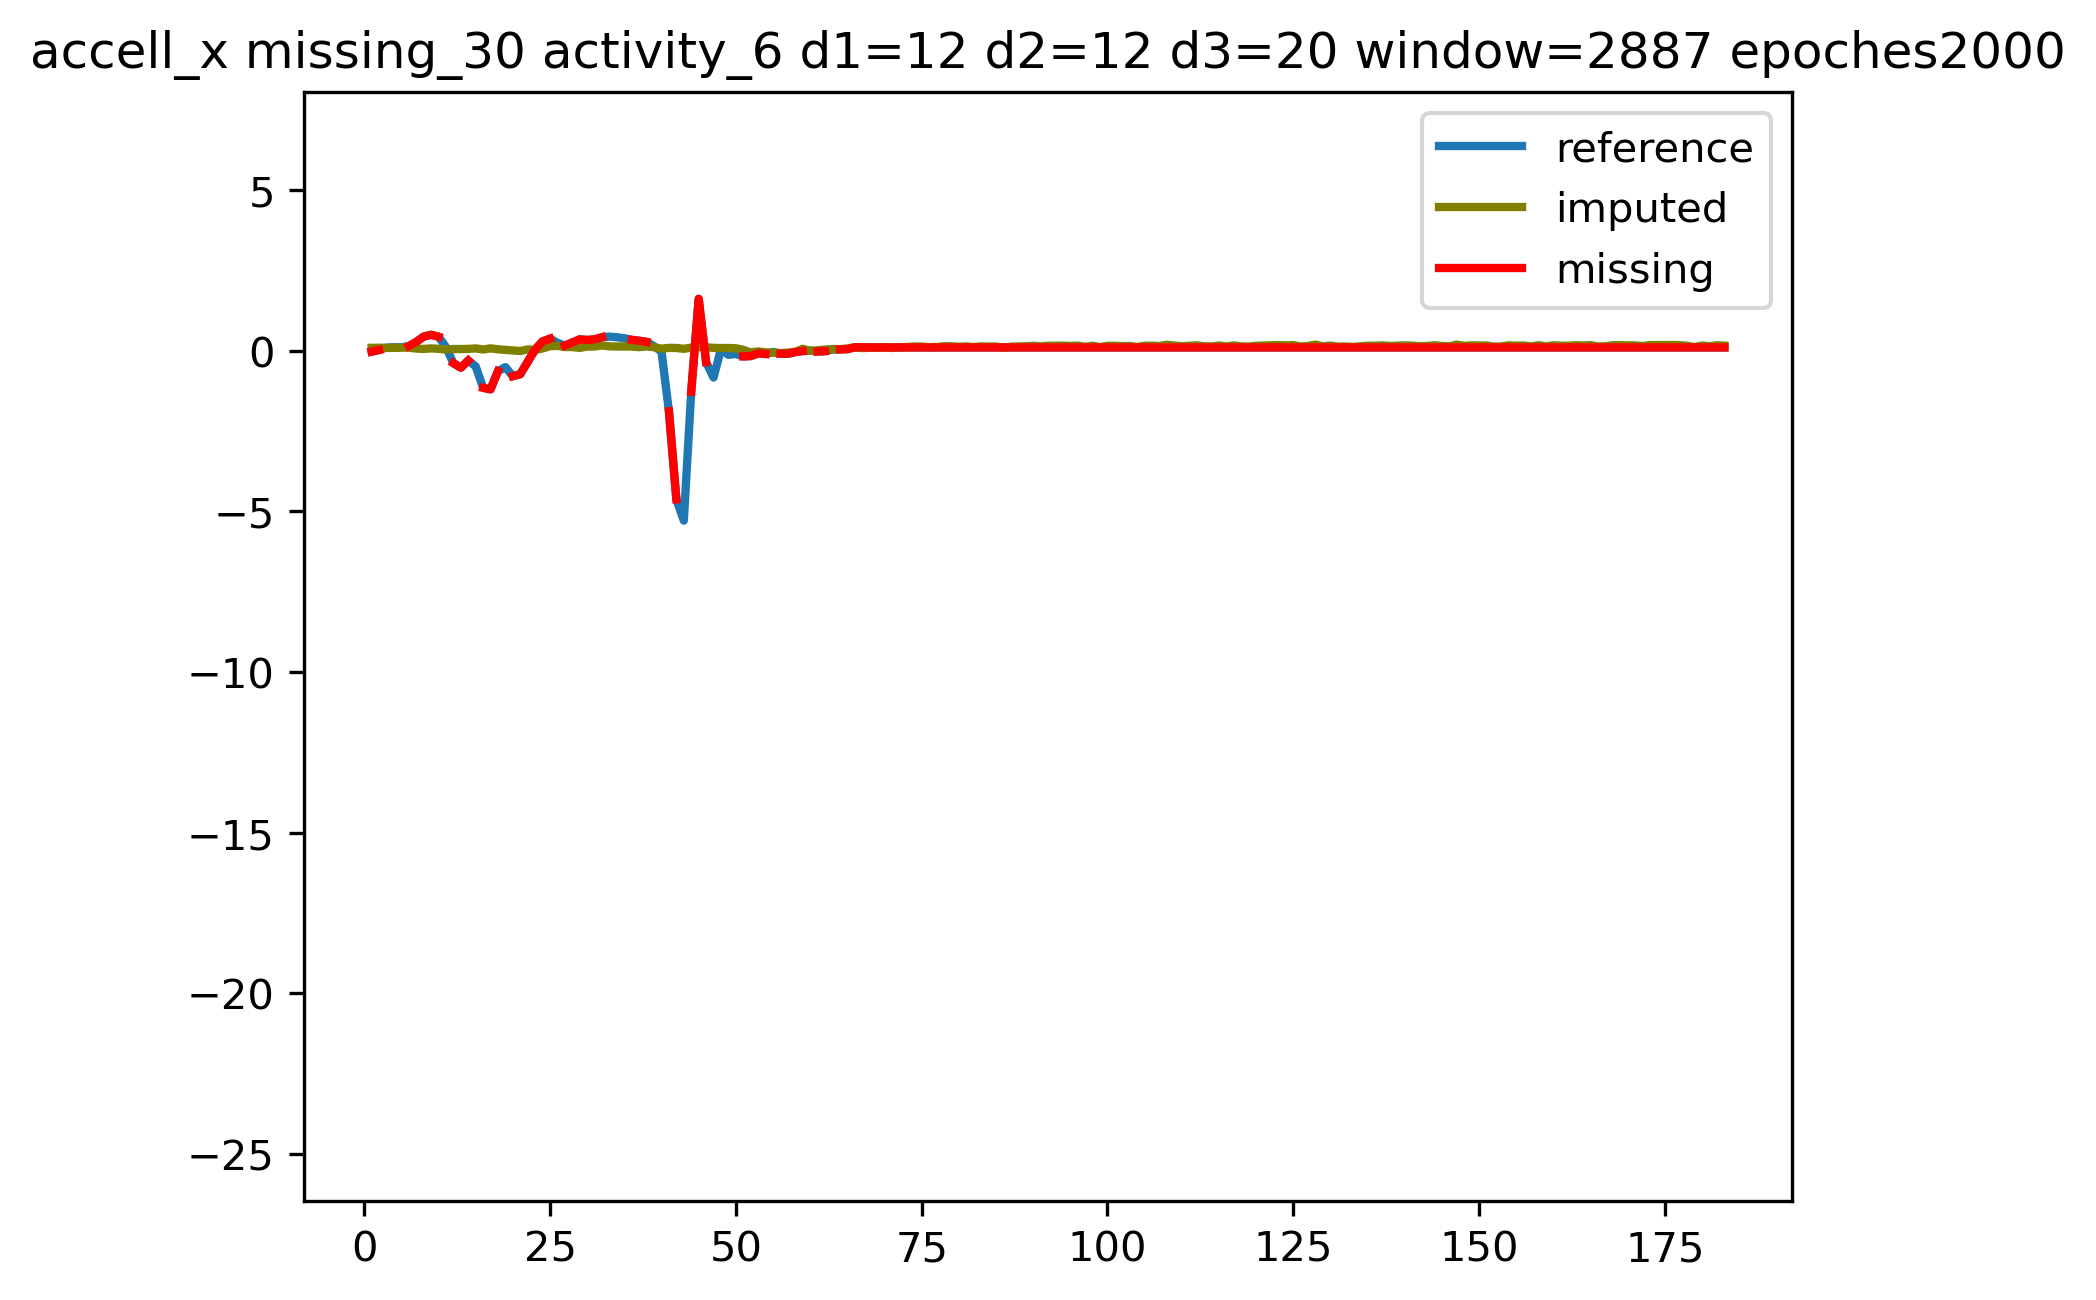 accell_x missing_30 activity_6 d1=12 d2=12 d3=20 window=2887 epoches2000
reference
imputed
missing
5
0
−5
−10
−15
−20
−25
0 25 50 75 100 125 150 175